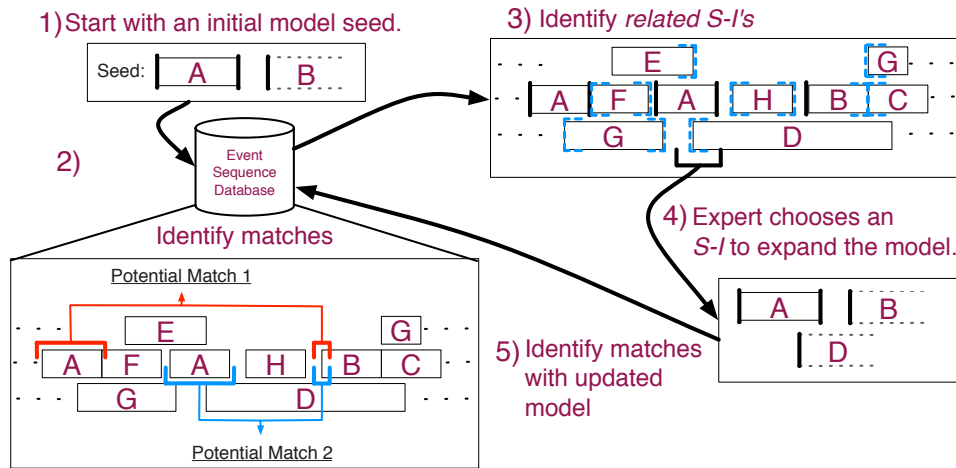 1) Start with an initial model seed.
Seed: A B
2)
Event
Sequence
Database
Identify matches
Potential Match 1
E G
A F A H B C
G D
Potential Match 2
3) Identify related S-I's
E G
A F A H B C
G D
4) Expert chooses an
S-I to expand the model.
A B
D
5) Identify matches
with updated
model